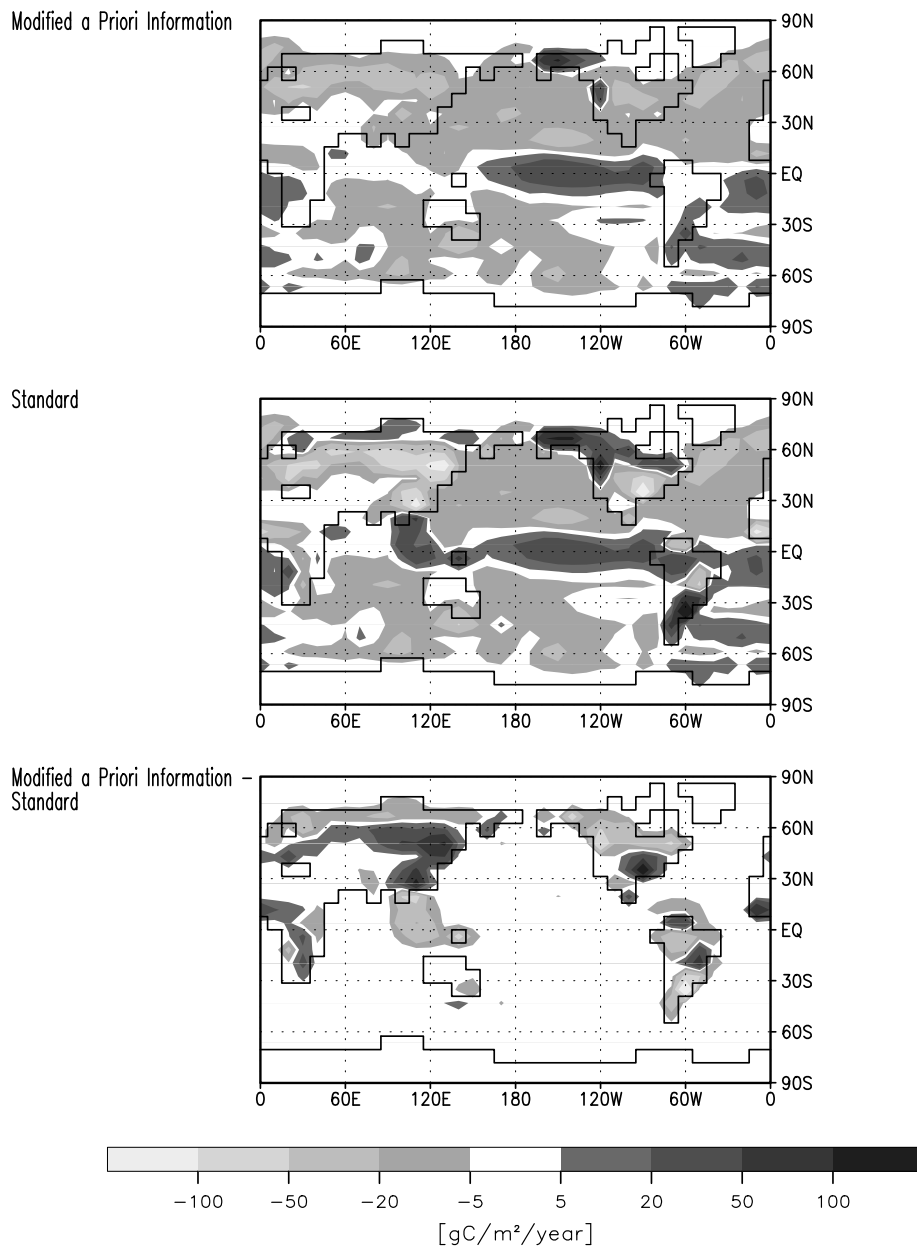 Modified a Priori Information
90N
60N
30N
EQ
30S
60S
90S
0 60E 120E 180 120W 60W 0
Standard
90N
60N
30N
EQ
30S
60S
90S
0 60E 120E 180 120W 60W 0
Modified a Priori Information −
Standard
90N
60N
30N
EQ
30S
60S
90S
0 60E 120E 180 120W 60W 0
−100 −50 −20 −5 5 20 50 100
[gC/m²/year]